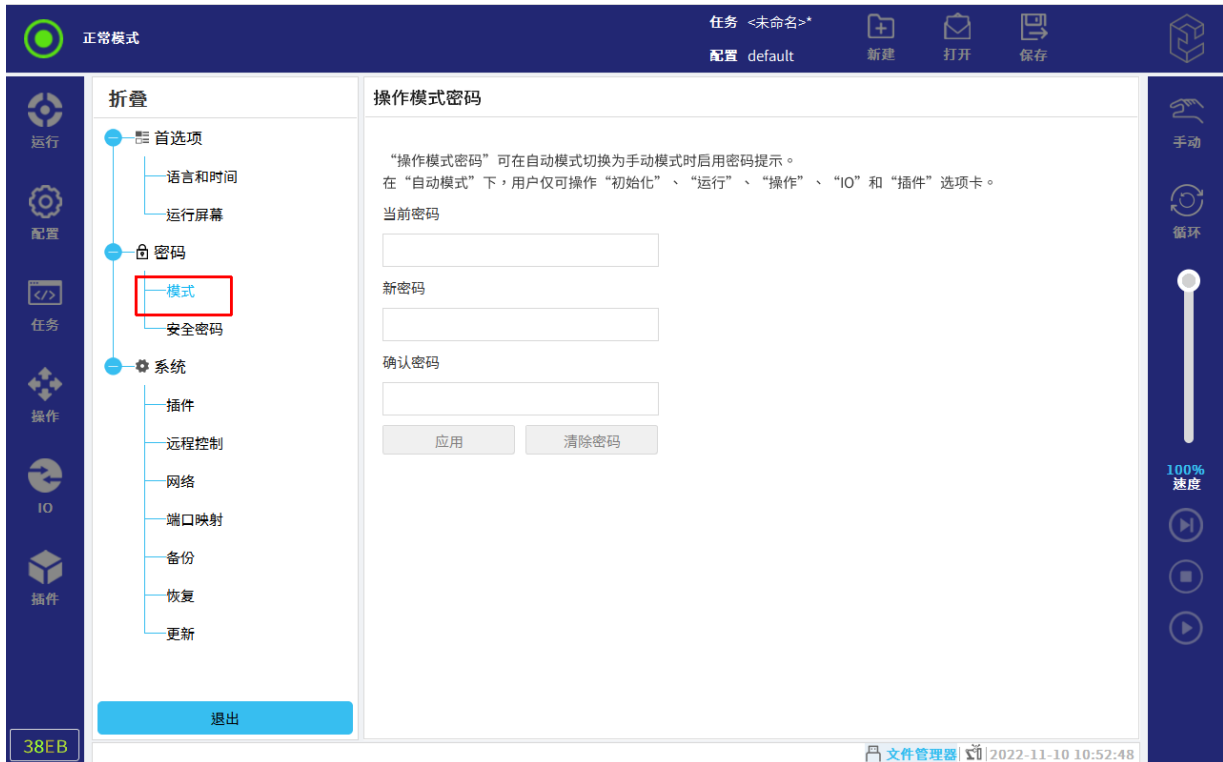 正常模式
任务 <未命名>*
配置 default
新建
打开
保存
运行
配置
任务
操作
IO
插件
38EB
折叠
首选项
语言和时间
运行屏幕
密码
模式
安全密码
系统
插件
远程控制
网络
端口映射
备份
恢复
更新
退出
操作模式密码
“操作模式密码”可在自动模式切换为手动模式时启用密码提示。
在“自动模式”下，用户仅可操作“初始化”、“运行”、“操作”、“IO”和“插件”选项卡。
当前密码
新密码
确认密码
应用 清除密码
手动
循环
100%
速度
文件管理器 2022-11-10 10:52:48